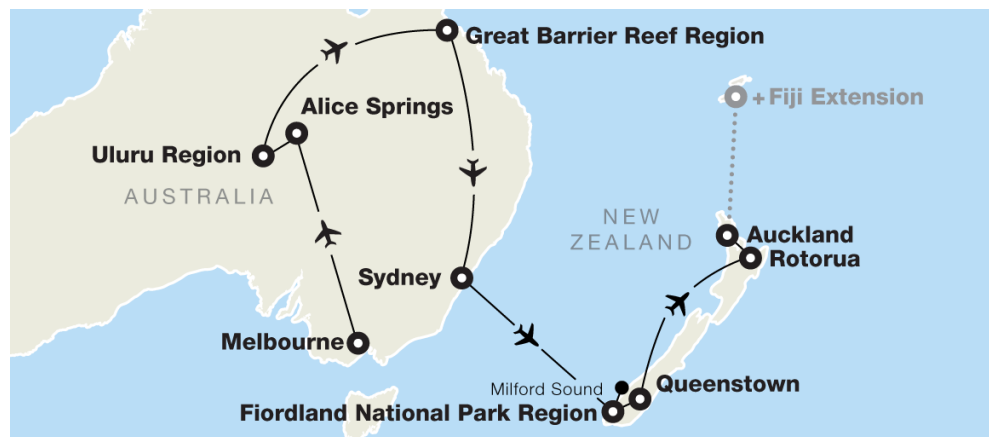 Great Barrier Reef Region
Alice Springs
+ Fiji Extension
Uluru Region
AUSTRALIA
NEW
ZEALAND
Auckland
Rotorua
Sydney
Melbourne
Milford Sound
Queenstown
Fiordland National Park Region